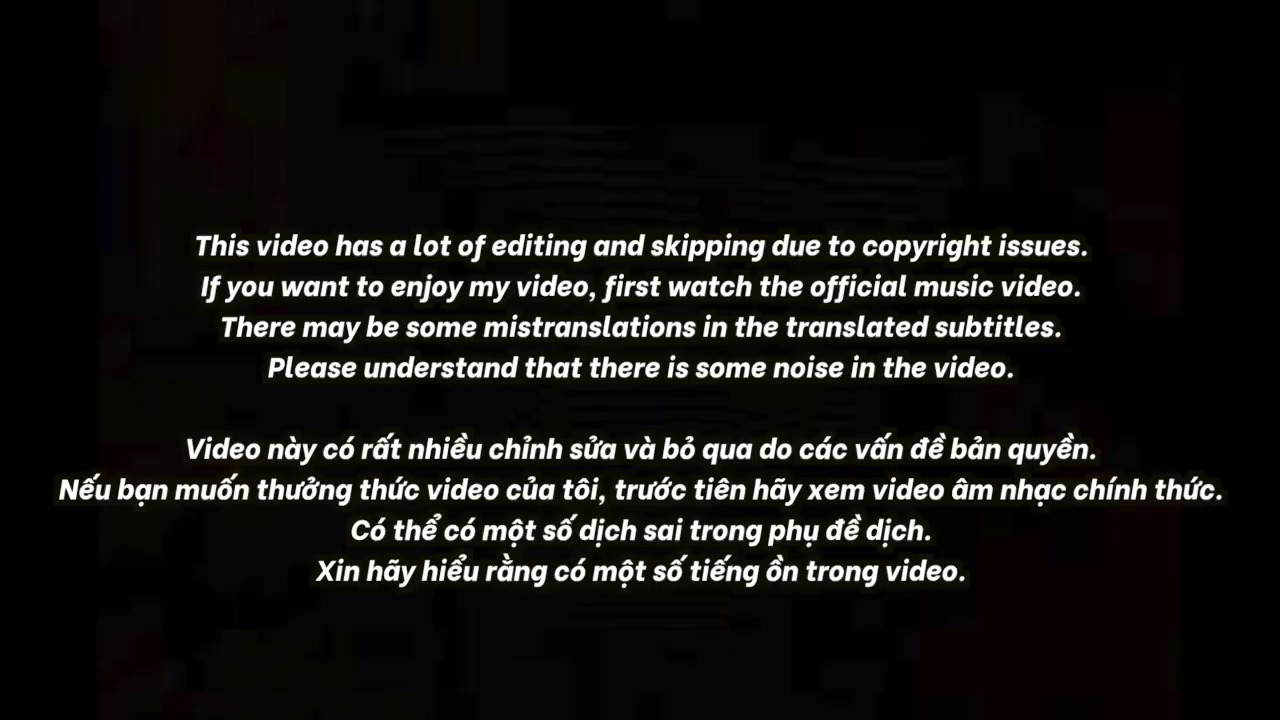 This video has a lot of editing and skipping due to copyright issues.
If you want to enjoy my video, first watch the official music video.
There may be some mistranslations in the translated subtitles.
Please understand that there is some noise in the video.
Video này có rất nhiều chỉnh sửa và bỏ qua do các vấn đề bản quyền.
Nếu bạn muốn thưởng thức video của tôi, trước tiên hãy xem video âm nhạc chính thức.
Có thể có một số dịch sai trong phụ đề dịch.
Xin hãy hiểu rằng có một số tiếng ồn trong video.